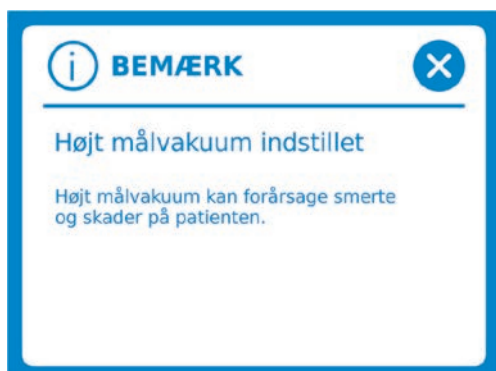 BEMÆRK
Højt målvakuum indstillet
Højt målvakuum kan forårsage smerte
og skader på patienten.